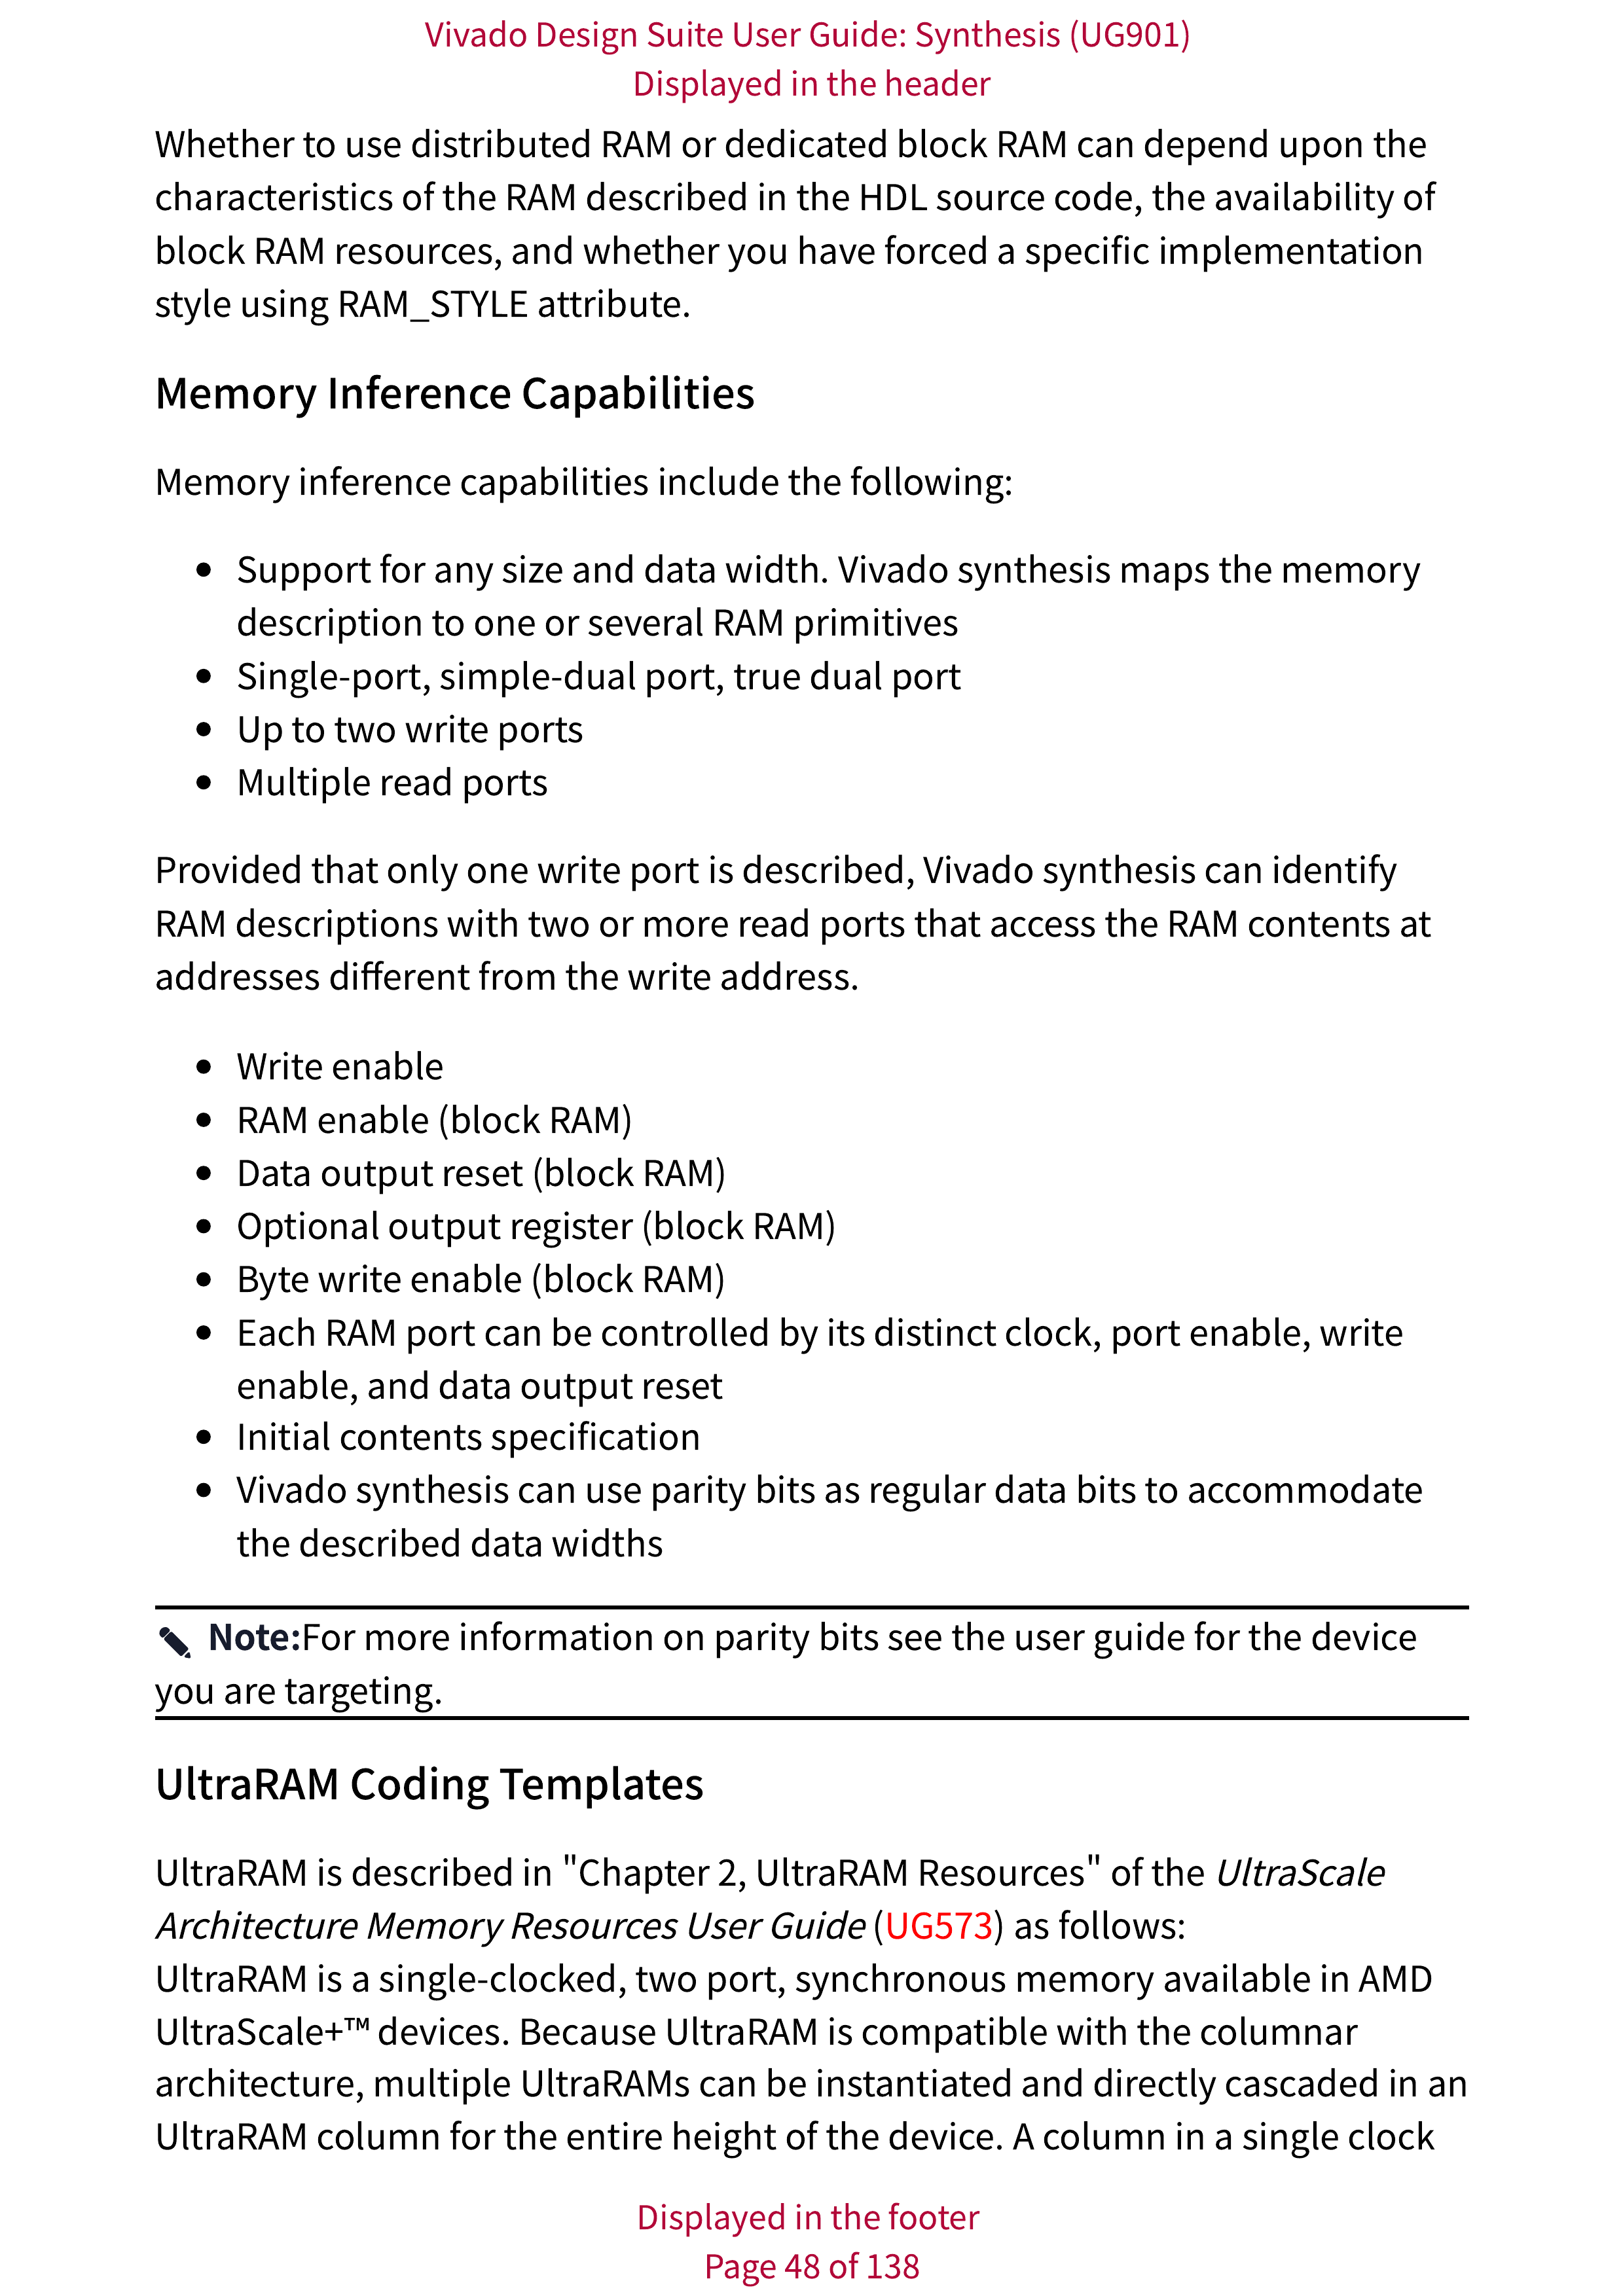 Vivado Design Suite User Guide: Synthesis (UG901)
Displayed in the header
Whether to use distributed RAM or dedicated block RAM can depend upon the
characteristics of the RAM described in the HDL source code, the availability of
block RAM resources, and whether you have forced a specific implementation
style using RAM_STYLE attribute.
Memory Inference Capabilities
Memory inference capabilities include the following:
• Support for any size and data width. Vivado synthesis maps the memory
description to one or several RAM primitives
• Single-port, simple-dual port, true dual port
• Up to two write ports
• Multiple read ports
Provided that only one write port is described, Vivado synthesis can identify
RAM descriptions with two or more read ports that access the RAM contents at
addresses different from the write address.
• Write enable
• RAM enable (block RAM)
• Data output reset (block RAM)
• Optional output register (block RAM)
• Byte write enable (block RAM)
• Each RAM port can be controlled by its distinct clock, port enable, write
enable, and data output reset
• Initial contents specification
• Vivado synthesis can use parity bits as regular data bits to accommodate
the described data widths
Note:For more information on parity bits see the user guide for the device
you are targeting.
UltraRAM Coding Templates
UltraRAM is described in "Chapter 2, UltraRAM Resources" of the UltraScale
Architecture Memory Resources User Guide (UG573) as follows:
UltraRAM is a single-clocked, two port, synchronous memory available in AMD
UltraScale+™ devices. Because UltraRAM is compatible with the columnar
architecture, multiple UltraRAMs can be instantiated and directly cascaded in an
UltraRAM column for the entire height of the device. A column in a single clock
Displayed in the footer
Page 48 of 138